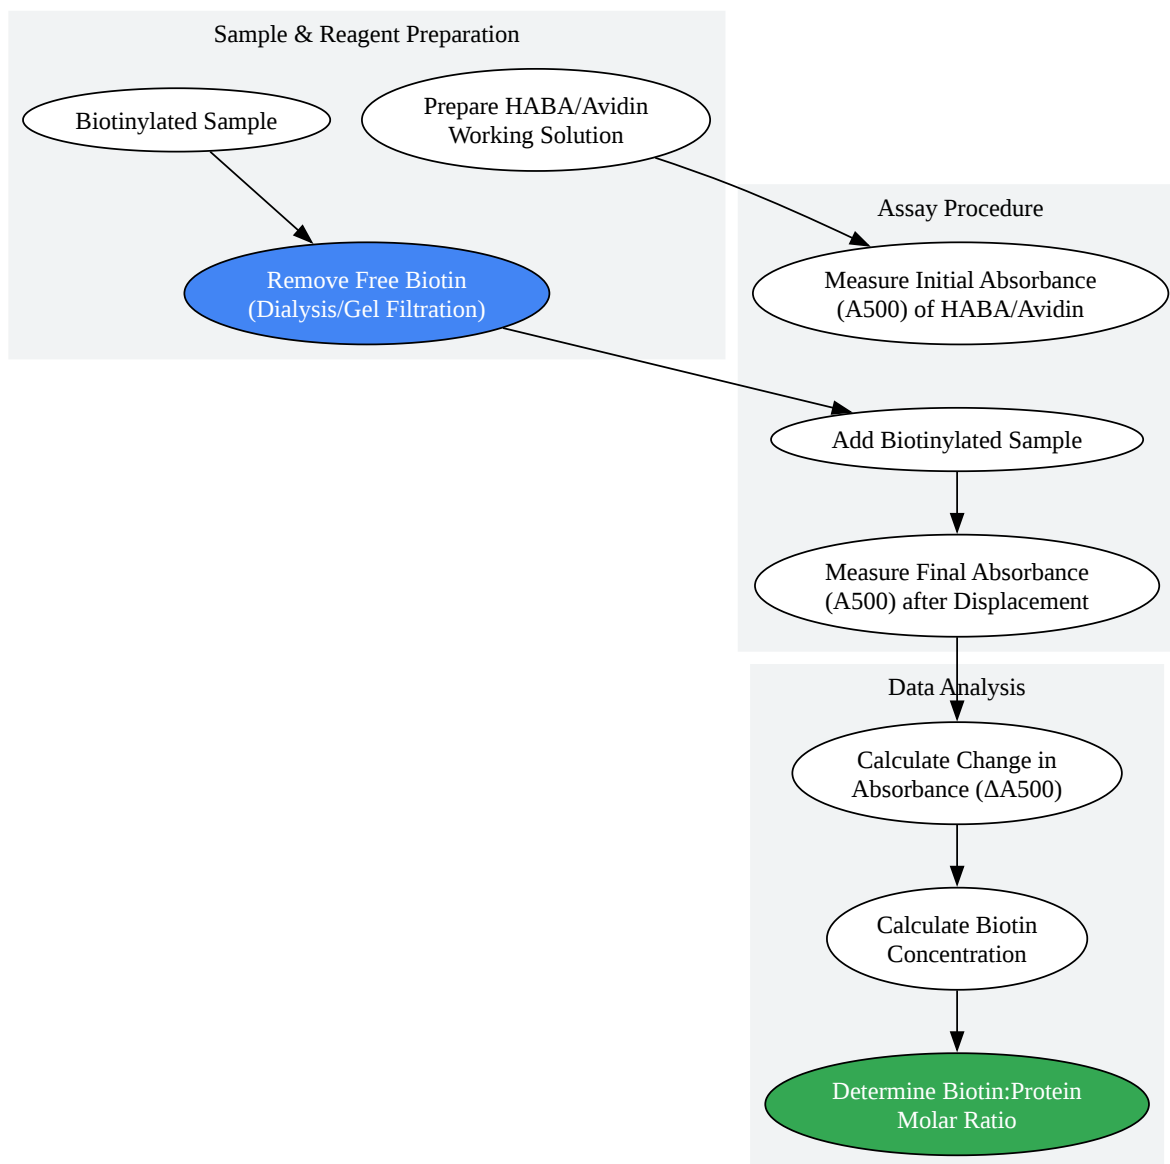 Sample & Reagent Preparation
Biotinylated Sample
Prepare HABA/Avidin
Working Solution
Remove Free Biotin
(Dialysis/Gel Filtration)
Assay Procedure
Measure Initial Absorbance
(A500) of HABA/Avidin
Add Biotinylated Sample
Measure Final Absorbance
(A500) after Displacement
Data Analysis
Calculate Change in
Absorbance (ΔA500)
Calculate Biotin
Concentration
Determine Biotin:Protein
Molar Ratio